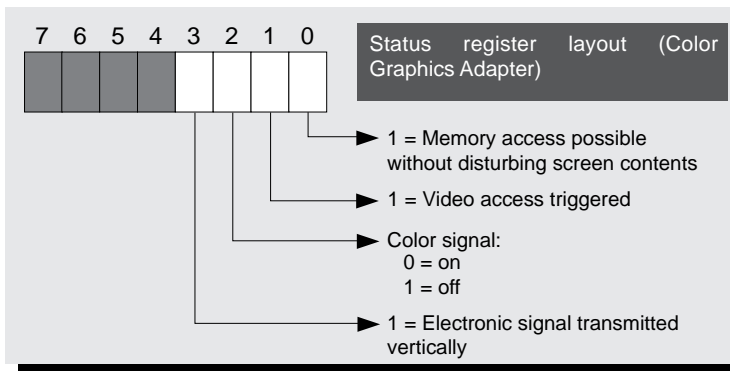 7 6 5 4 3 2 1 0
Status register layout (Color
Graphics Adapter)
1 = Memory access possible
without disturbing screen contents
1 = Video access triggered
Color signal:
0 = on
1 = off
1 = Electronic signal transmitted
vertically